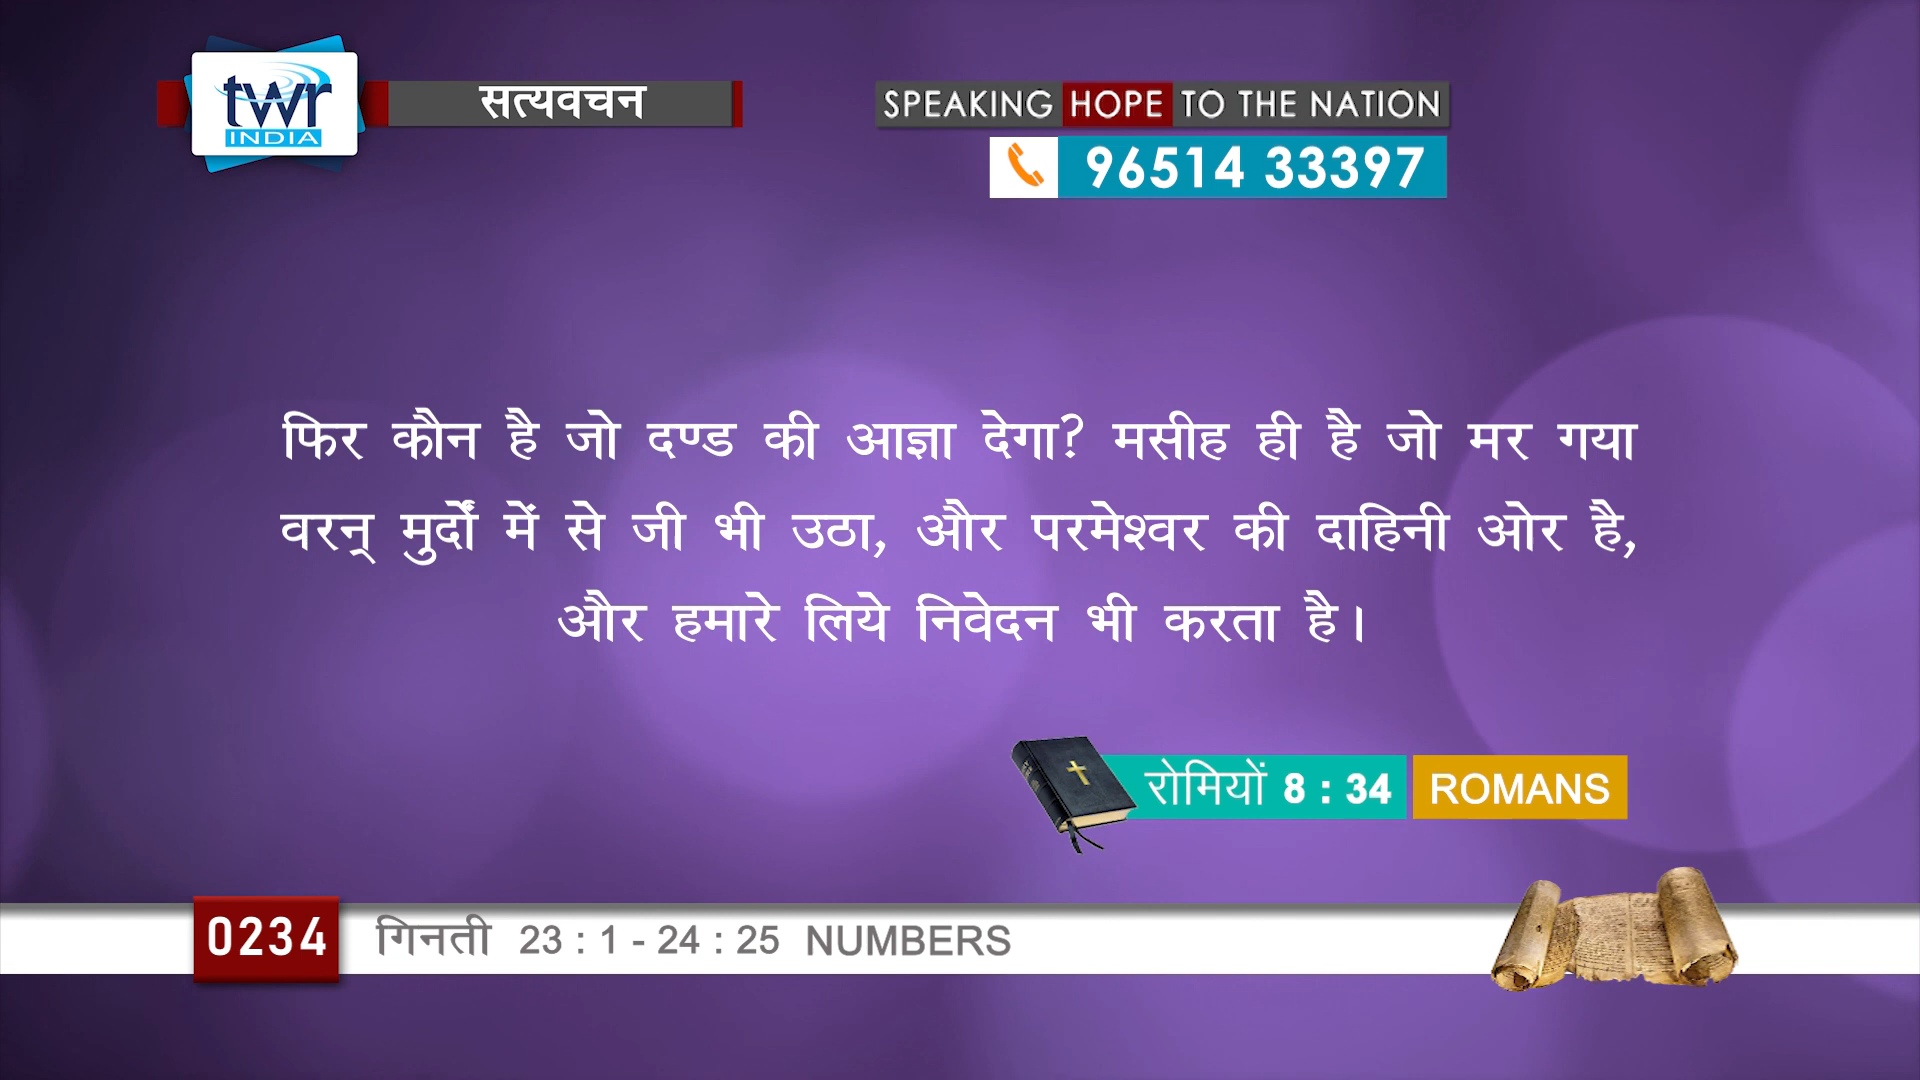 twr
INDIA
सत्यवचन
SPEAKING HOPE TO THE NATION
96514 33397
फिर कौन है जो दण्ड की आज्ञा देगा? मसीह ही है जो मर गया
वरन् मुर्दों में से जी भी उठा, और परमेश्वर की दाहिनी ओर है,
और हमारे लिये निवेदन भी करता है।
रोमियों 8 : 34 ROMANS
0234 गिनती 23 : 1 - 24 : 25 NUMBERS